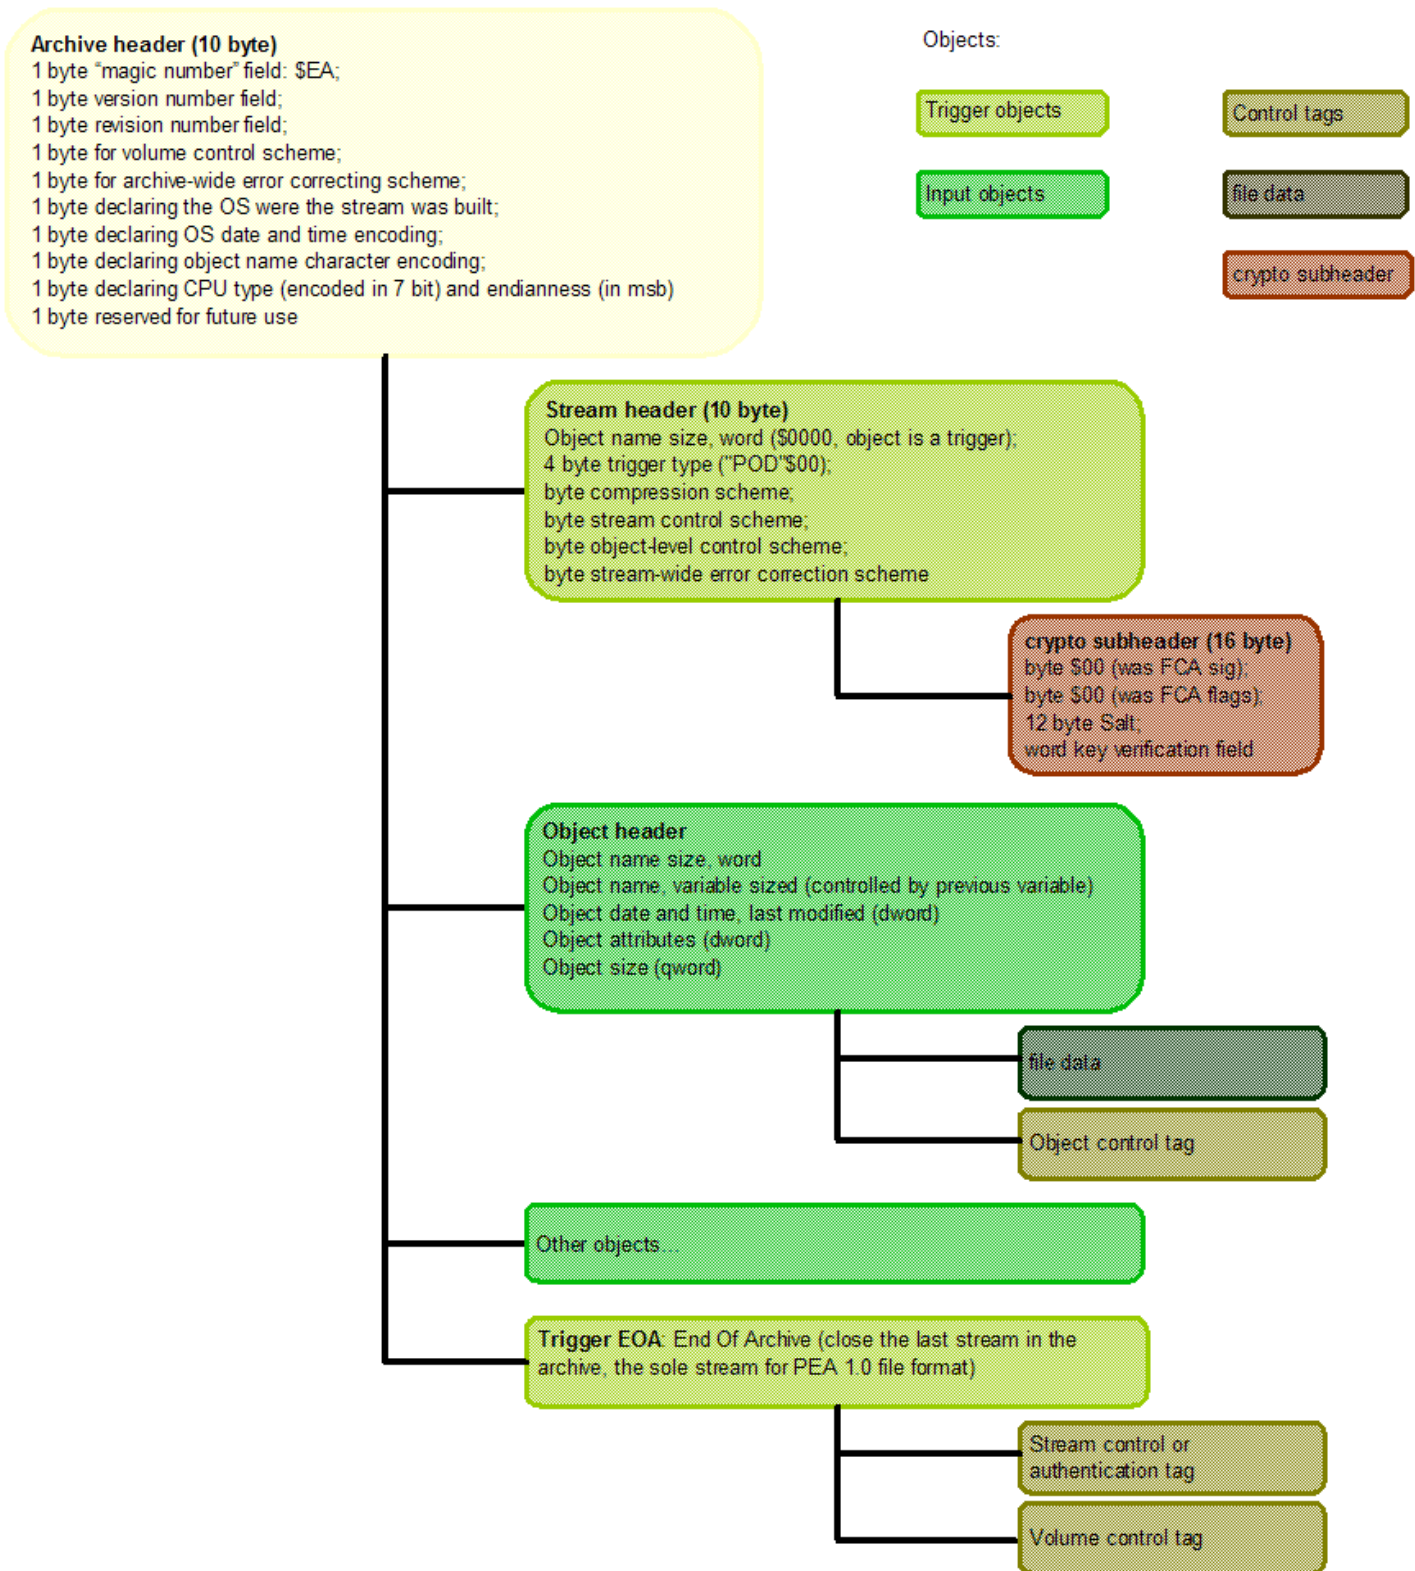 Archive header (10 byte)
1 byte “magic number” field: $EA;
1 byte version number field;
1 byte revision number field;
1 byte for volume control scheme;
1 byte for archive-wide error correcting scheme;
1 byte declaring the OS were the stream was built;
1 byte declaring OS date and time encoding;
1 byte declaring object name character encoding;
1 byte declaring CPU type (encoded in 7 bit) and endianness (in msb)
1 byte reserved for future use
Objects:
Trigger objects
Control tags
Input objects
file data
crypto subheader
Stream header (10 byte)
Object name size, word ($0000, object is a trigger);
4 byte trigger type ("POD"$00);
byte compression scheme;
byte stream control scheme;
byte object-level control scheme;
byte stream-wide error correction scheme
crypto subheader (16 byte)
byte $00 (was FCA sig);
byte $00 (was FCA flags);
12 byte Salt;
word key verification field
Object header
Object name size, word
Object name, variable sized (controlled by previous variable)
Object date and time, last modified (dword)
Object attributes (dword)
Object size (qword)
file data
Object control tag
Other objects...
Trigger EOA: End Of Archive (close the last stream in the
archive, the sole stream for PEA 1.0 file format)
Stream control or
authentication tag
Volume control tag